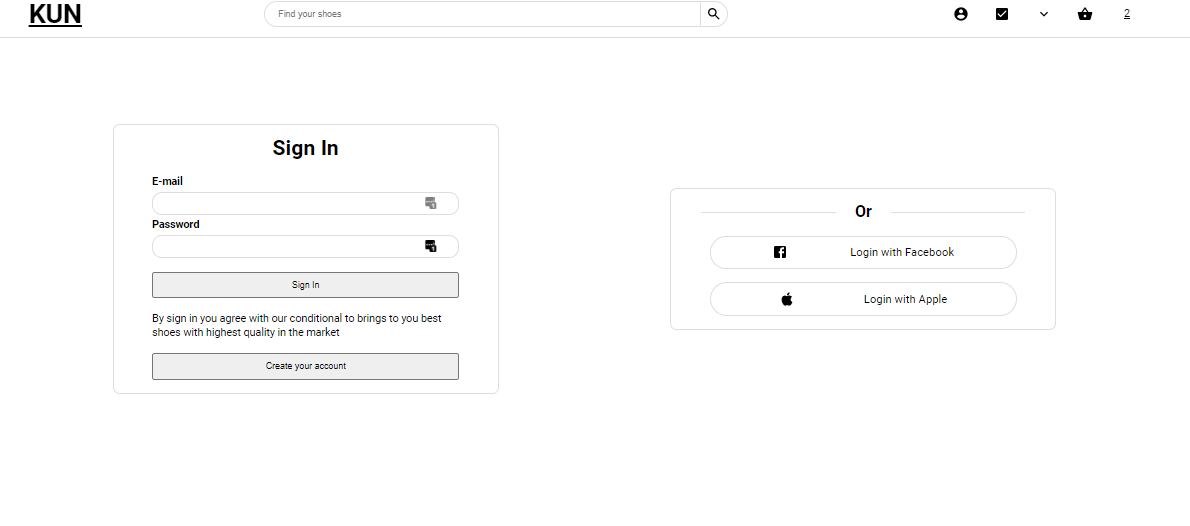 KUN
Find your shoes
2
Sign In
E-mail
Password
Sign In
By sign in you agree with our conditional to brings to you best
shoes with highest quality in the market
Create your account
Or
Login with Facebook
Login with Apple